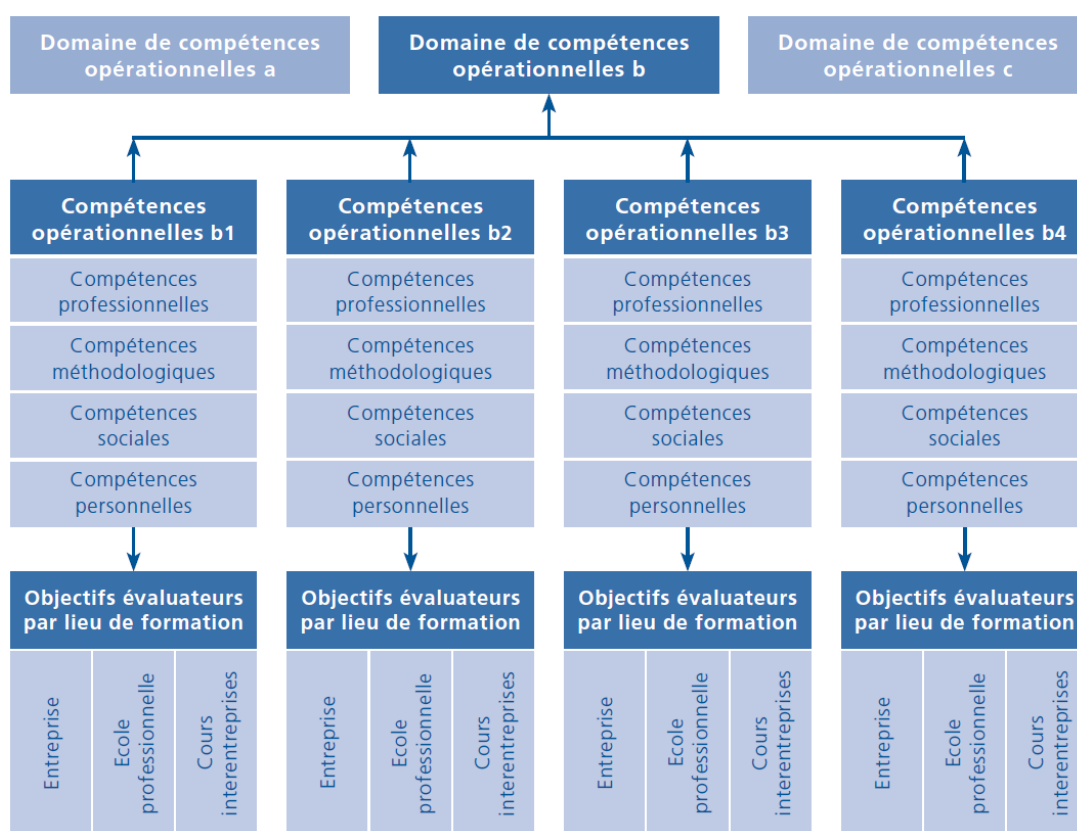 Domaine de compétences
opérationnelles a
Domaine de compétences
opérationnelles b
Domaine de compétences
opérationnelles c
Compétences
opérationnelles b1
Compétences
opérationnelles b2
Compétences
opérationnelles b3
Compétences
opérationnelles b4
Compétences
professionnelles
Compétences
professionnelles
Compétences
professionnelles
Compétences
professionnelles
Compétences
méthodologiques
Compétences
méthodologiques
Compétences
méthodologiques
Compétences
méthodologiques
Compétences
sociales
Compétences
sociales
Compétences
sociales
Compétences
sociales
Compétences
personnelles
Compétences
personnelles
Compétences
personnelles
Compétences
personnelles
Objectifs évaluateurs
par lieu de formation
Objectifs évaluateurs
par lieu de formation
Objectifs évaluateurs
par lieu de formation
Objectifs évaluateurs
par lieu de formation
Entreprise
Ecole
professionnelle
Cours
interentreprises
Entreprise
Ecole
professionnelle
Cours
interentreprises
Entreprise
Ecole
professionnelle
Cours
interentreprises
Entreprise
Ecole
professionnelle
Cours
interentreprises